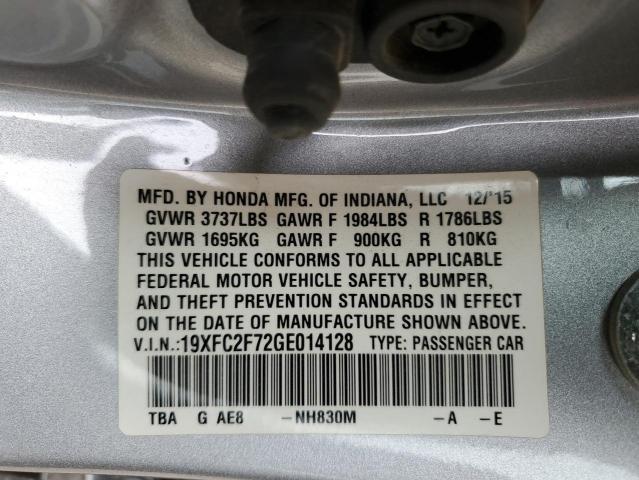 MFD. BY HONDA MFG. OF INDIANA, LLC 12/'15
GVWR 3737LBS GAWR F 1984LBS R 1786LBS
GVWR 1695KG GAWR F 900KG R 810KG
THIS VEHICLE CONFORMS TO ALL APPLICABLE
FEDERAL MOTOR VEHICLE SAFETY, BUMPER,
AND THEFT PREVENTION STANDARDS IN EFFECT
ON THE DATE OF MANUFACTURE SHOWN ABOVE.
V.I.N.:19XFC2F72GE014128 TYPE: PASSENGER CAR
TBA G AE8 -NH830M -A -E